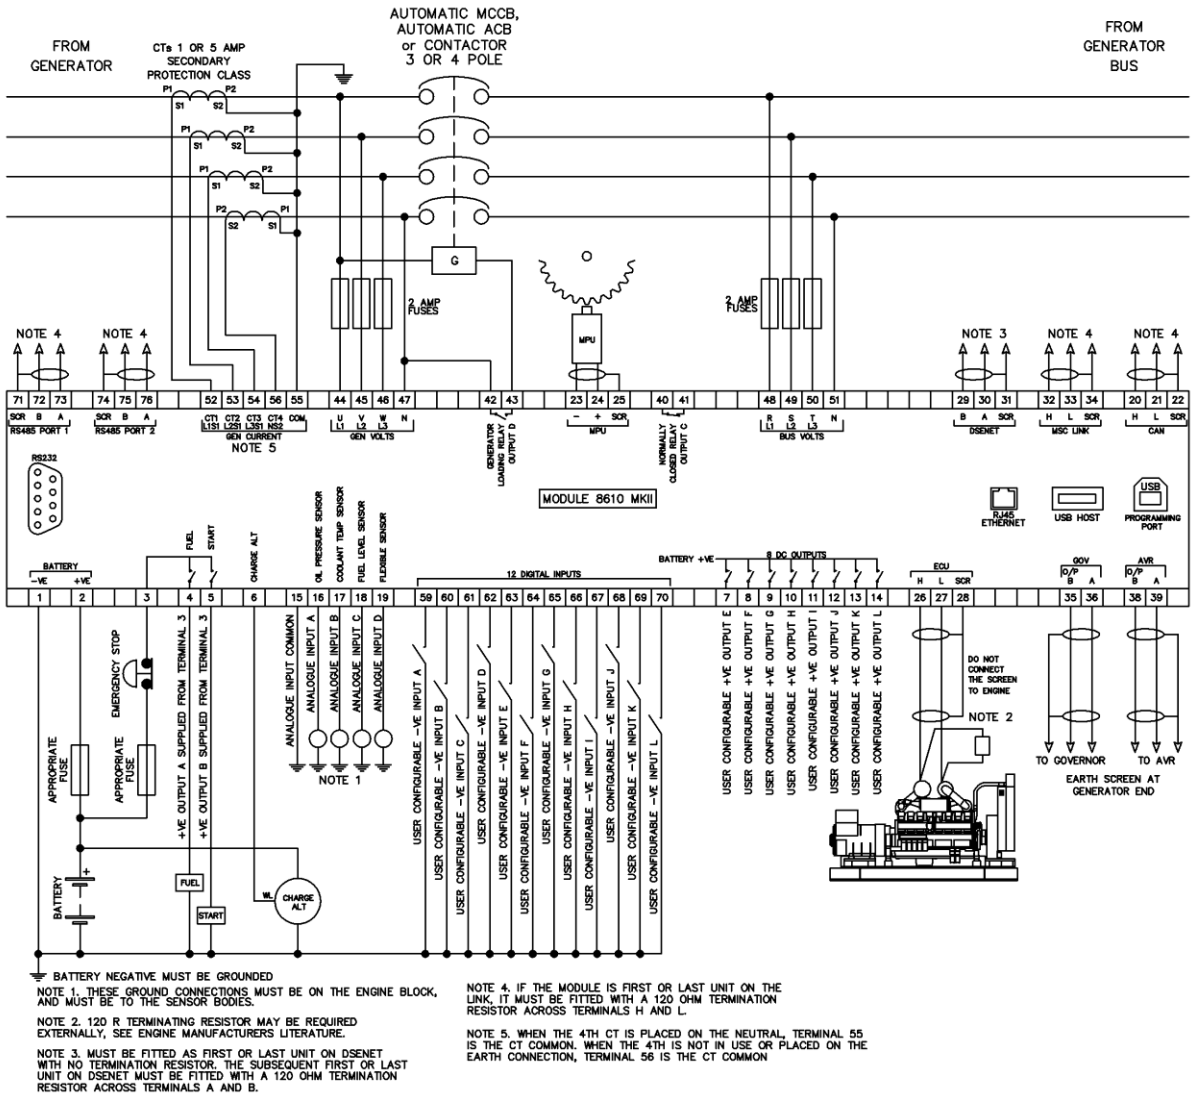 AUTOMATIC MCCB,
AUTOMATIC ACB
or CONTACTOR
3 OR 4 POLE
FROM
GENERATOR
CTs 1 OR 5 AMP
SECONDARY
PROTECTION CLASS
FROM
GENERATOR
BUS
P1 P2
S1 S2
P1 P2
S1 S2
P1 P2
S1 S2
P2 P1
S2 S1
G
2 AMP
FUSES
2 AMP
FUSES
MPU
NOTE 4 NOTE 4 NOTE 3 NOTE 4 NOTE 4
71 72 73 74 75 76 52 53 54 56 55 44 45 46 47 42 43 23 24 25 40 41 48 49 50 51 29 30 31 32 33 34 20 21 22
SCR B A SCR B A CT1 CT2 CT3 CT4 COM U V W N - + SCR R S T N B A SCR H L SCR H L SCR
L1S1 L2S1 L3S1 NS2 L1 L2 L3 L1 L2 L3
RS485 PORT 1 RS485 PORT 2 GEN CURRENT GEN VOLTS MPU BUS VOLTS DSENET MSC LINK CAN
NOTE 5
GENERATOR
LOADING RELAY
OUTPUT D
NORMALLY
CLOSED RELAY
OUTPUT C
RS232
MODULE 8610 MKII
RJ45
ETHERNET
USB HOST
USB
PROGRAMMING
PORT
FUEL
START
CHARGE ALT
OIL PRESSURE SENSOR
COOLANT TEMP SENSOR
FUEL LEVEL SENSOR
FLEXIBLE SENSOR
BATTERY
-VE +VE
12 DIGITAL INPUTS
BATTERY +VE
8 DC OUTPUTS
ECU
H L SCR
GOV
O/P
B A
AVR
O/P
B A
1 2 3 4 5 6 15 16 17 18 19 59 60 61 62 63 64 65 66 67 68 69 70 7 8 9 10 11 12 13 14 26 27 28 35 36 38 39
EMERGENCY STOP
APPROPRIATE
FUSE
APPROPRIATE
FUSE
+VE OUTPUT A SUPPLIED FROM TERMINAL 3
+VE OUTPUT B SUPPLIED FROM TERMINAL 3
ANALOGUE INPUT COMMON
ANALOGUE INPUT A
ANALOGUE INPUT B
ANALOGUE INPUT C
ANALOGUE INPUT D
NOTE 1
USER CONFIGURABLE -VE INPUT A
USER CONFIGURABLE -VE INPUT B
USER CONFIGURABLE -VE INPUT C
USER CONFIGURABLE -VE INPUT D
USER CONFIGURABLE -VE INPUT E
USER CONFIGURABLE -VE INPUT F
USER CONFIGURABLE -VE INPUT G
USER CONFIGURABLE -VE INPUT H
USER CONFIGURABLE -VE INPUT I
USER CONFIGURABLE -VE INPUT J
USER CONFIGURABLE -VE INPUT K
USER CONFIGURABLE -VE INPUT L
USER CONFIGURABLE +VE OUTPUT E
USER CONFIGURABLE +VE OUTPUT F
USER CONFIGURABLE +VE OUTPUT G
USER CONFIGURABLE +VE OUTPUT H
USER CONFIGURABLE +VE OUTPUT I
USER CONFIGURABLE +VE OUTPUT J
USER CONFIGURABLE +VE OUTPUT K
USER CONFIGURABLE +VE OUTPUT L
DO NOT
CONNECT
THE SCREEN
TO ENGINE
NOTE 2
TO GOVERNOR TO AVR
EARTH SCREEN AT
GENERATOR END
BATTERY
+
FUEL
START
WL
CHARGE
ALT
BATTERY NEGATIVE MUST BE GROUNDED
NOTE 1. THESE GROUND CONNECTIONS MUST BE ON THE ENGINE BLOCK,
AND MUST BE TO THE SENSOR BODIES.
NOTE 2. 120 R TERMINATING RESISTOR MAY BE REQUIRED
EXTERNALLY, SEE ENGINE MANUFACTURERS LITERATURE.
NOTE 3. MUST BE FITTED AS FIRST OR LAST UNIT ON DSENET
WITH NO TERMINATION RESISTOR. THE SUBSEQUENT FIRST OR LAST
UNIT ON DSENET MUST BE FITTED WITH A 120 OHM TERMINATION
RESISTOR ACROSS TERMINALS A AND B.
NOTE 4. IF THE MODULE IS FIRST OR LAST UNIT ON THE
LINK, IT MUST BE FITTED WITH A 120 OHM TERMINATION
RESISTOR ACROSS TERMINALS H AND L.
NOTE 5. WHEN THE 4TH CT IS PLACED ON THE NEUTRAL, TERMINAL 55
IS THE CT COMMON. WHEN THE 4TH IS NOT IN USE OR PLACED ON THE
EARTH CONNECTION, TERMINAL 56 IS THE CT COMMON